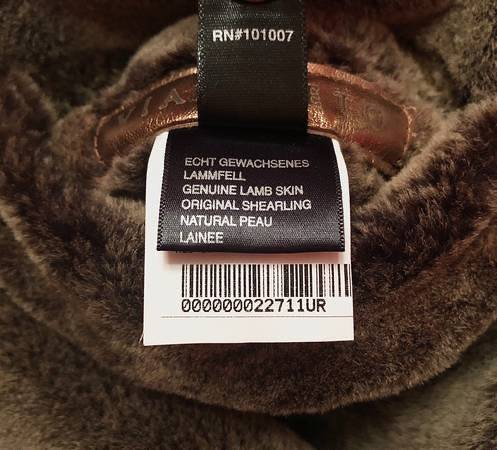 RN#101007
ECHT GEWACHSENES
LAMMFELL
GENUINE LAMB SKIN
ORIGINAL SHEARLING
NATURAL PEAU
LAINEE
000000022711UR